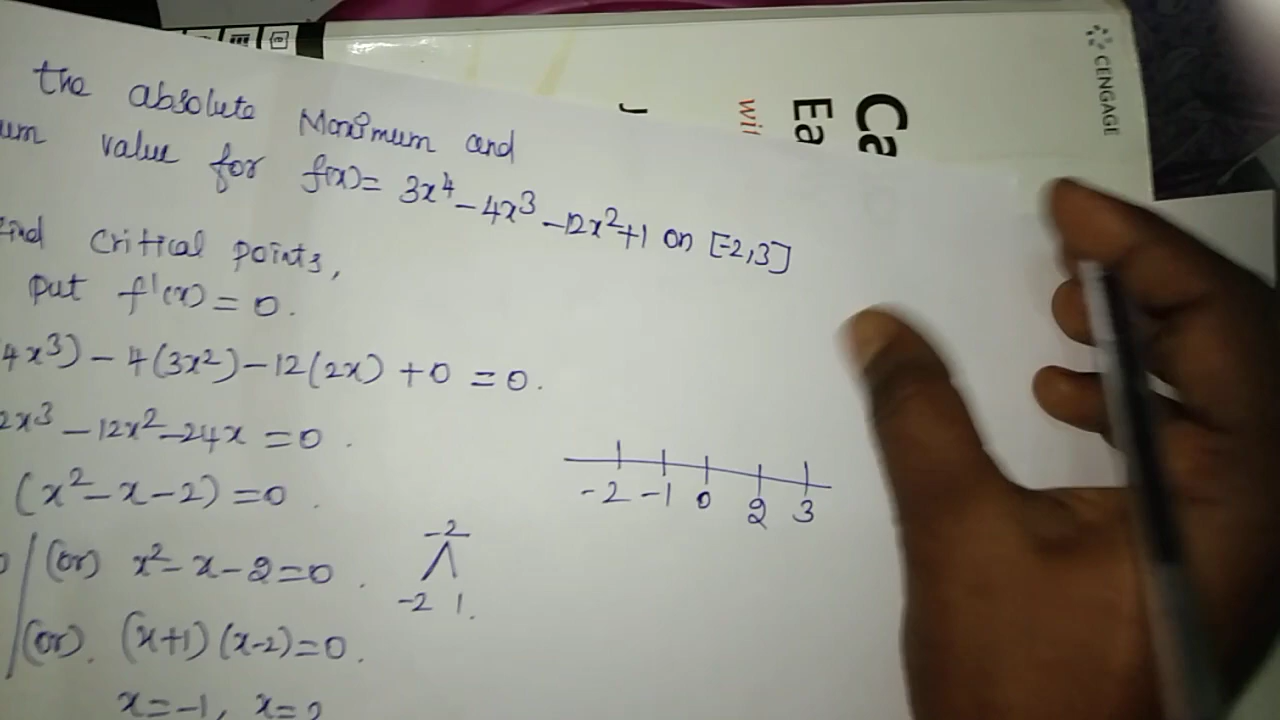 the absolute Maximum and
um value for f(x)= 3x⁴-4x³-12x²+1 on [-2,3]
Find critical points,
put f'(x)=0.
4x³)-4(3x²)-12(2x)+0=0.
2x³-12x²-24x=0.
(x²-x-2)=0.
(or) x²-x-2=0.
-2
-2 1.
(or). (x+1)(x-2)=0.
x=-1, x=2
-2 -1 0 2 3
CENGAGE
Ca
Ea
wi